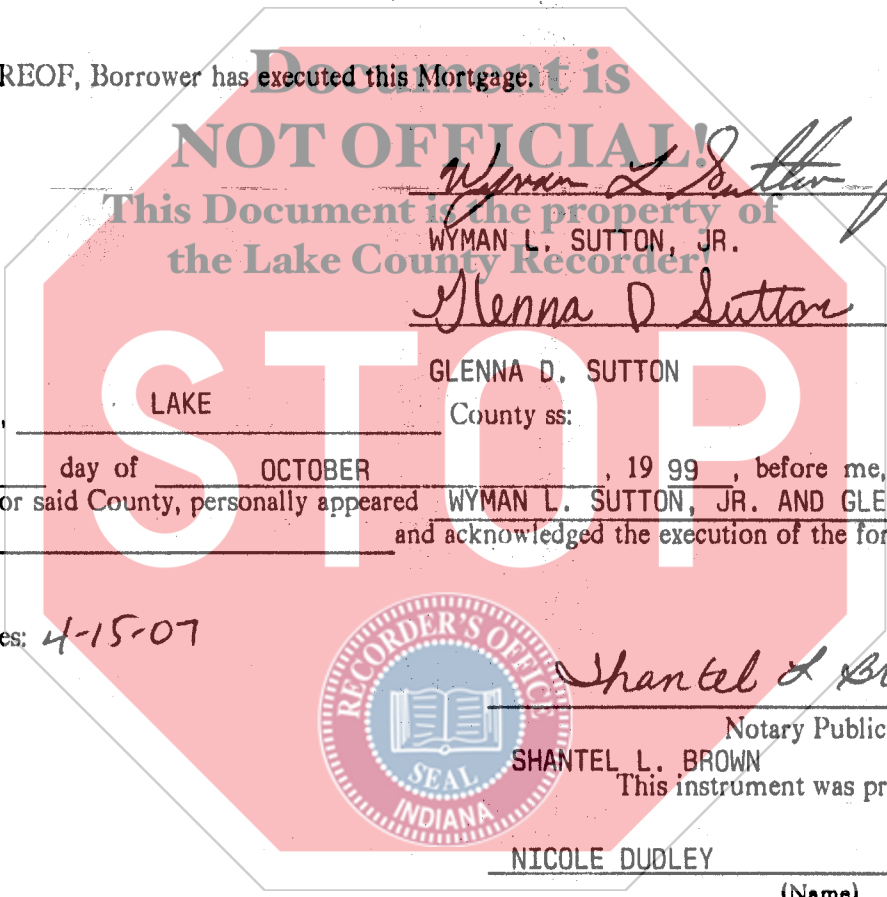 Document is
REOF, Borrower has executed this Mortgage.
NOT OFFICIAL!
Wyman L Sutton Jr
This Document is the property of
WYMAN L. SUTTON, JR.
the Lake County Recorder!
Glenna D Sutton
GLENNA D. SUTTON
STOP
, LAKE County ss:
day of OCTOBER , 19 99 , before me,
or said County, personally appeared WYMAN L. SUTTON, JR. AND GLE
and acknowledged the execution of the for
es: 4-15-07
RECORDER'S OFFICE
SEAL
INDIANA
Shantel L Br
Notary Public
SHANTEL L. BROWN
This instrument was pr
NICOLE DUDLEY
(Name)